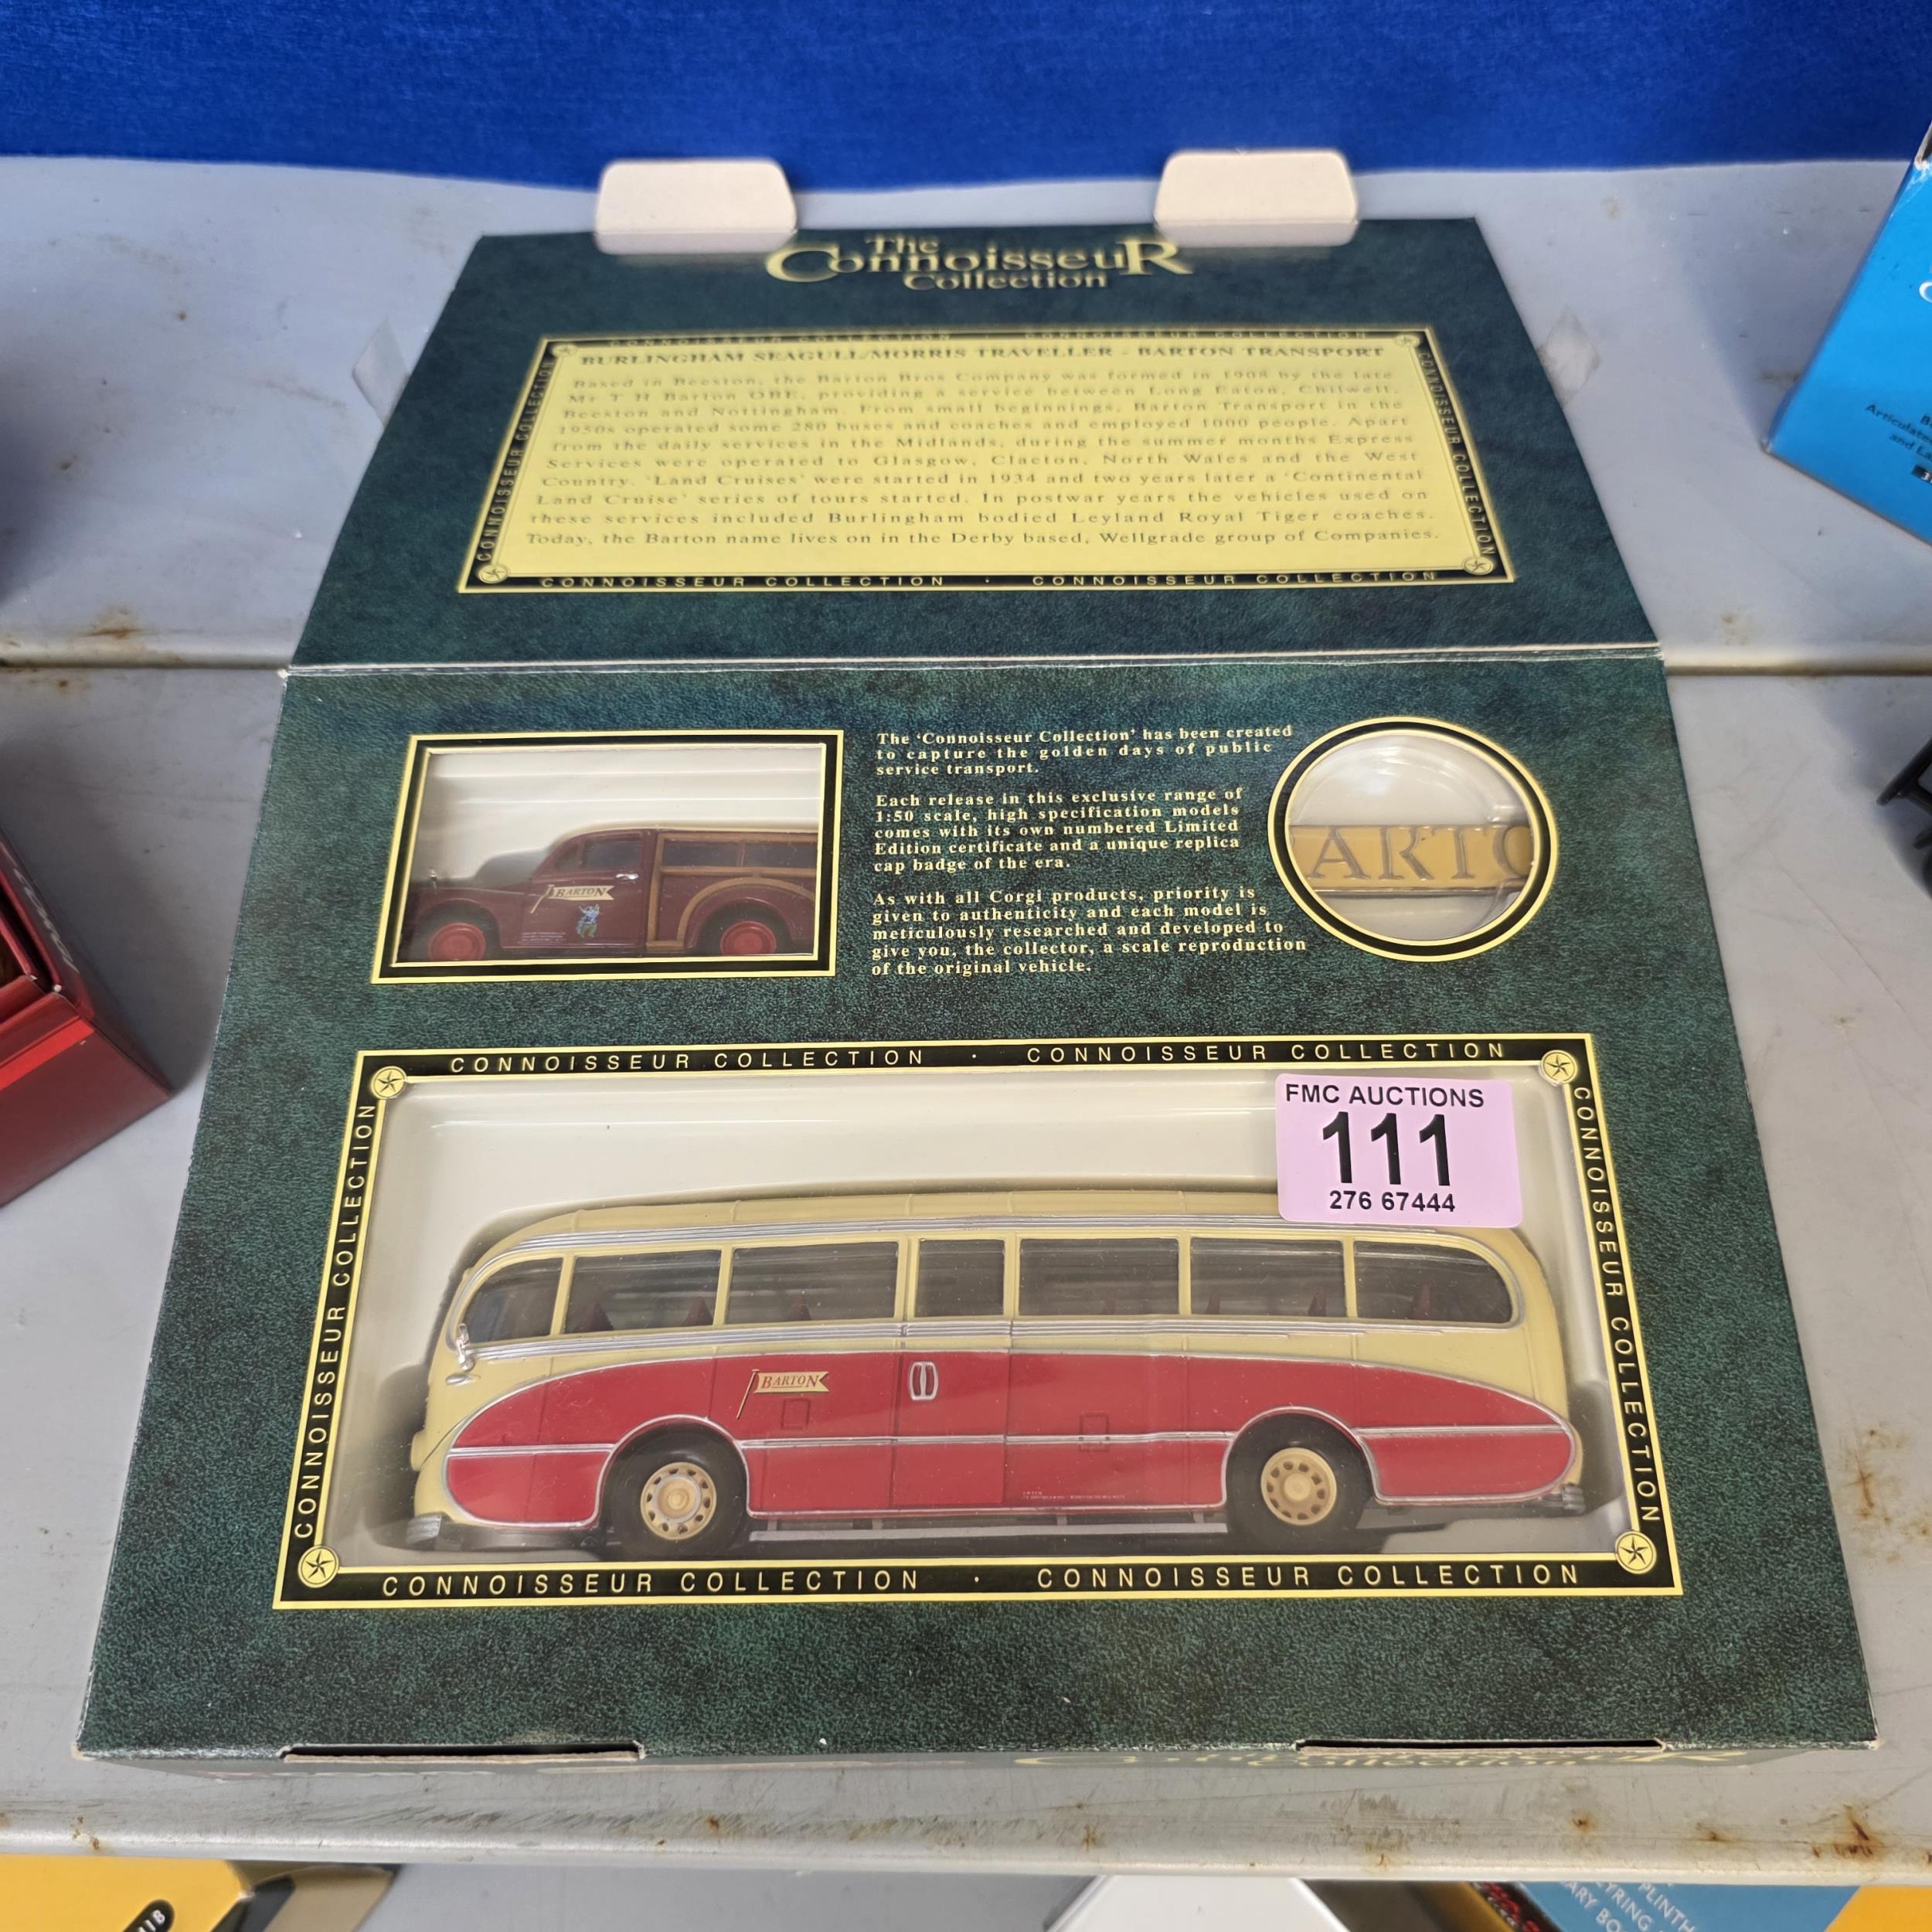 The
Connoisseur
Collection
CONNOISSEUR COLLECTION · CONNOISSEUR COLLECTION
BURLINGHAM SEAGULL/MORRIS TRAVELLER - BARTON TRANSPORT
Based in Beeston, the Barton Bros Company was formed in 1908 by the late
Mr T H Barton OBE, providing a service between Long Eaton, Chilwell,
Beeston and Nottingham. From small beginnings, Barton Transport in the
1950s operated some 280 buses and coaches and employed 1000 people. Apart
from the daily services in the Midlands, during the summer months Express
Services were operated to Glasgow, Clacton, North Wales and the West
Country. 'Land Cruises' were started in 1934 and two years later a 'Continental
Land Cruise' series of tours started. In postwar years the vehicles used on
these services included Burlingham bodied Leyland Royal Tiger coaches.
Today, the Barton name lives on in the Derby based, Wellgrade group of Companies.
CONNOISSEUR COLLECTION
CONNOISSEUR COLLECTION
CONNOISSEUR COLLECTION · CONNOISSEUR COLLECTION
BARTON
The 'Connoisseur Collection' has been created
to capture the golden days of public
service transport.
Each release in this exclusive range of
1:50 scale, high specification models
comes with its own numbered Limited
Edition certificate and a unique replica
cap badge of the era.
As with all Corgi products, priority is
given to authenticity and each model is
meticulously researched and developed to
give you, the collector, a scale reproduction
of the original vehicle.
ARTO
CONNOISSEUR COLLECTION · CONNOISSEUR COLLECTION
CONNOISSEUR COLLECTION
CONNOISSEUR COLLECTION
FMC AUCTIONS
111
276 67444
BARTON
CONNOISSEUR COLLECTION · CONNOISSEUR COLLECTION
Collection
Articulated
and
PLINTH